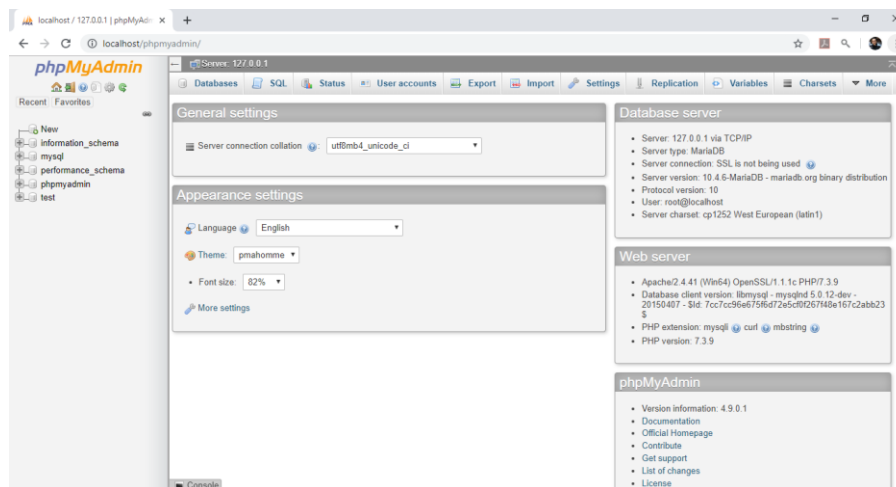 localhost / 127.0.0.1 | phpMyAdm
localhost/phpmyadmin/
phpMyAdmin
Recent Favorites
New
information_schema
mysql
performance_schema
phpmyadmin
test
Server: 127.0.0.1
Databases SQL Status User accounts Export Import Settings Replication Variables Charsets More
General settings
Server connection collation : utf8mb4_unicode_ci
Appearance settings
Language English
Theme: pmahomme
Font size: 82%
More settings
Database server
Server: 127.0.0.1 via TCP/IP
Server type: MariaDB
Server connection: SSL is not being used
Server version: 10.4.6-MariaDB - mariadb.org binary distribution
Protocol version: 10
User: root@localhost
Server charset: cp1252 West European (latin1)
Web server
Apache/2.4.41 (Win64) OpenSSL/1.1.1c PHP/7.3.9
Database client version: libmysql - mysqlnd 5.0.12-dev -
20150407 - $Id: 7cc7cc96e675f6d72e5cf0f267f48e167c2abb23
$
PHP extension: mysqli curl mbstring
PHP version: 7.3.9
phpMyAdmin
Version information: 4.9.0.1
Documentation
Official Homepage
Contribute
Get support
List of changes
License
Console